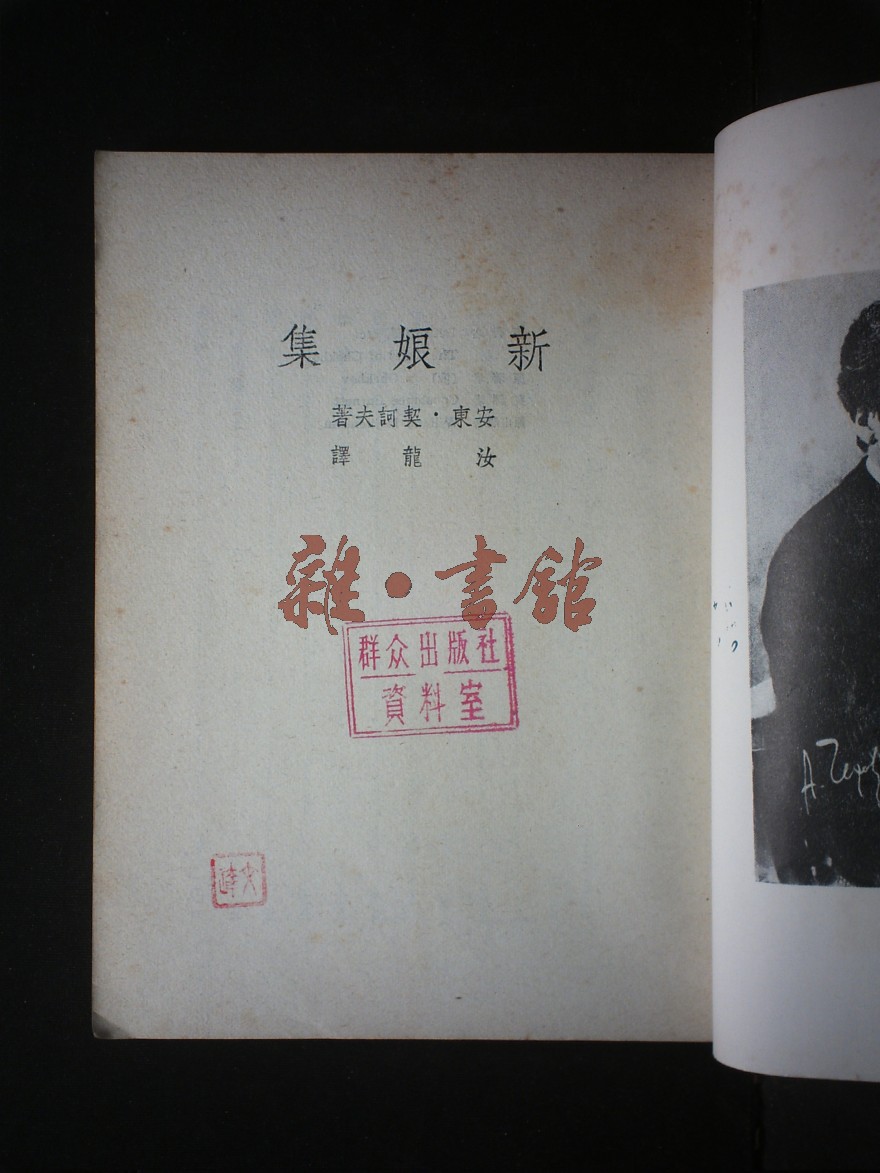 新娘集
安東·契訶夫著
汝龍譯
雜·書館
群众出版社
資料室